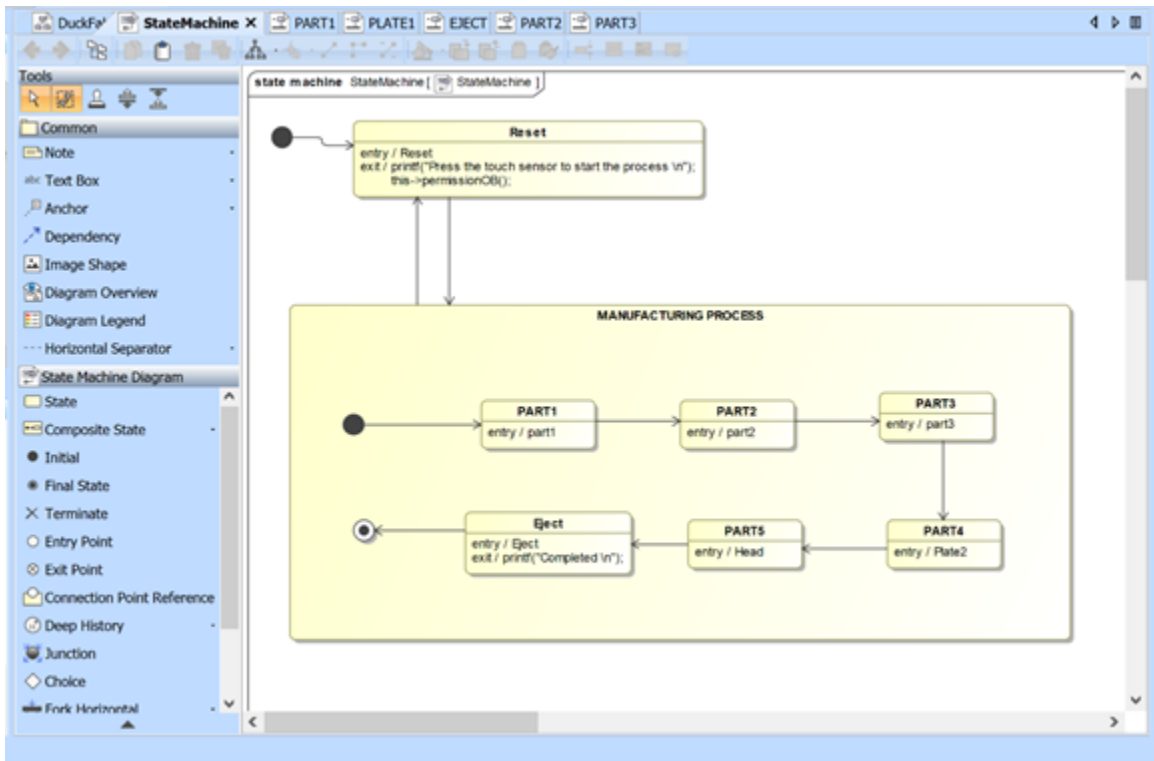 DuckFa
StateMachine X
PART1
PLATE1
EJECT
PART2
PART3
Tools
Common
Note
abc Text Box
Anchor
Dependency
Image Shape
Diagram Overview
Diagram Legend
Horizontal Separator
State Machine Diagram
State
Composite State
Initial
Final State
Terminate
Entry Point
Exit Point
Connection Point Reference
Deep History
Junction
Choice
Fork Horizontal
state machine StateMachine [ StateMachine ]
Reset
entry / Reset
exit / printf("Press the touch sensor to start the process \n");
this->permissionOB();
MANUFACTURING PROCESS
PART1
entry / part1
PART2
entry / part2
PART3
entry / part3
Eject
entry / Eject
exit / printf("Completed \n");
PART5
entry / Head
PART4
entry / Plate2